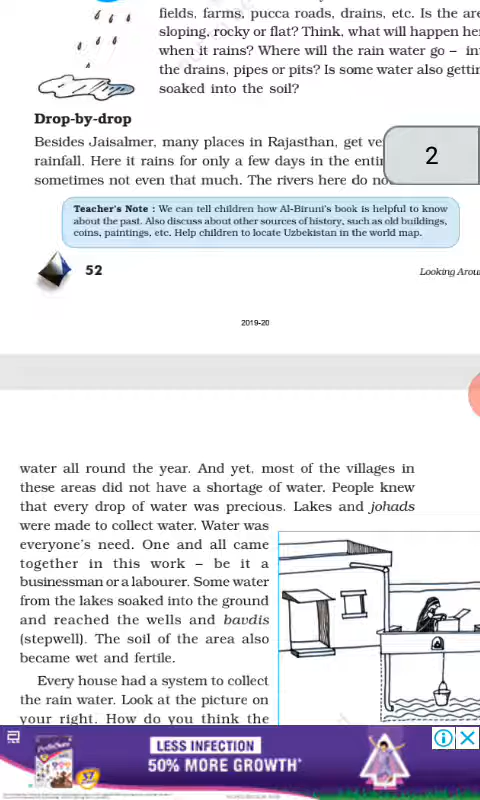 fields, farms, pucca roads, drains, etc. Is the
sloping, rocky or flat? Think, what will happen
when it rains? Where will the rain water go –
the drains, pipes or pits? Is some water also
soaked into the soil?
Drop-by-drop
Besides Jaisalmer, many places in Rajasthan, get
rainfall. Here it rains for only a few days in the
2
sometimes not even that much. The rivers here do
Teacher's Note : We can tell children how Al-Biruni's book is helpful to know
about the past. Also discuss about other sources of history, such as old buildings,
coins, paintings, etc. Help children to locate Uzbekistan in the world map.
52
Looking
2019-20
water all round the year. And yet, most of the villages in
these areas did not have a shortage of water. People knew
that every drop of water was precious. Lakes and johads
were made to collect water. Water was
everyone's need. One and all came
together in this work – be it a
businessman or a labourer. Some water
from the lakes soaked into the ground
and reached the wells and bavdis
(stepwell). The soil of the area also
became wet and fertile.
Every house had a system to collect
the rain water. Look at the picture on
your right. How do you think the
LESS INFECTION
50% MORE GROWTH*